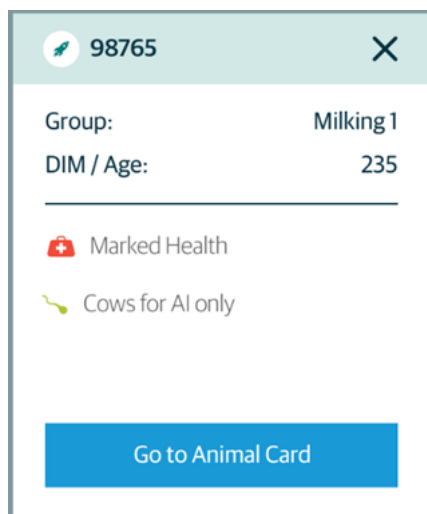 98765
Group: Milking 1
DIM / Age: 235
Marked Health
Cows for AI only
Go to Animal Card